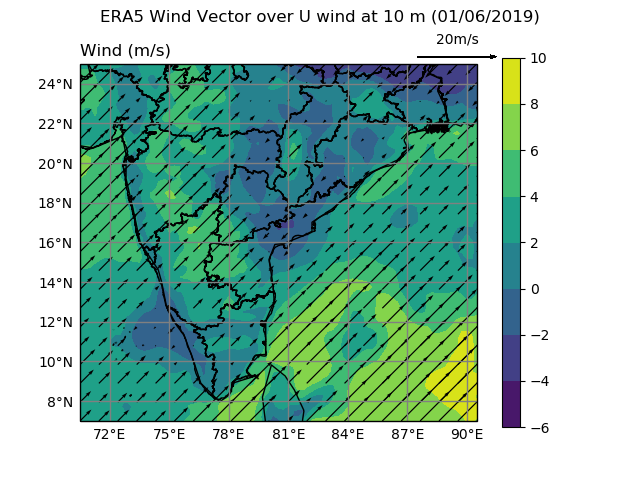 ERA5 Wind Vector over U wind at 10 m (01/06/2019)
20m/s
Wind (m/s)
24°N
22°N
20°N
18°N
16°N
14°N
12°N
10°N
8°N
72°E 75°E 78°E 81°E 84°E 87°E 90°E
10
8
6
4
2
0
−2
−4
−6